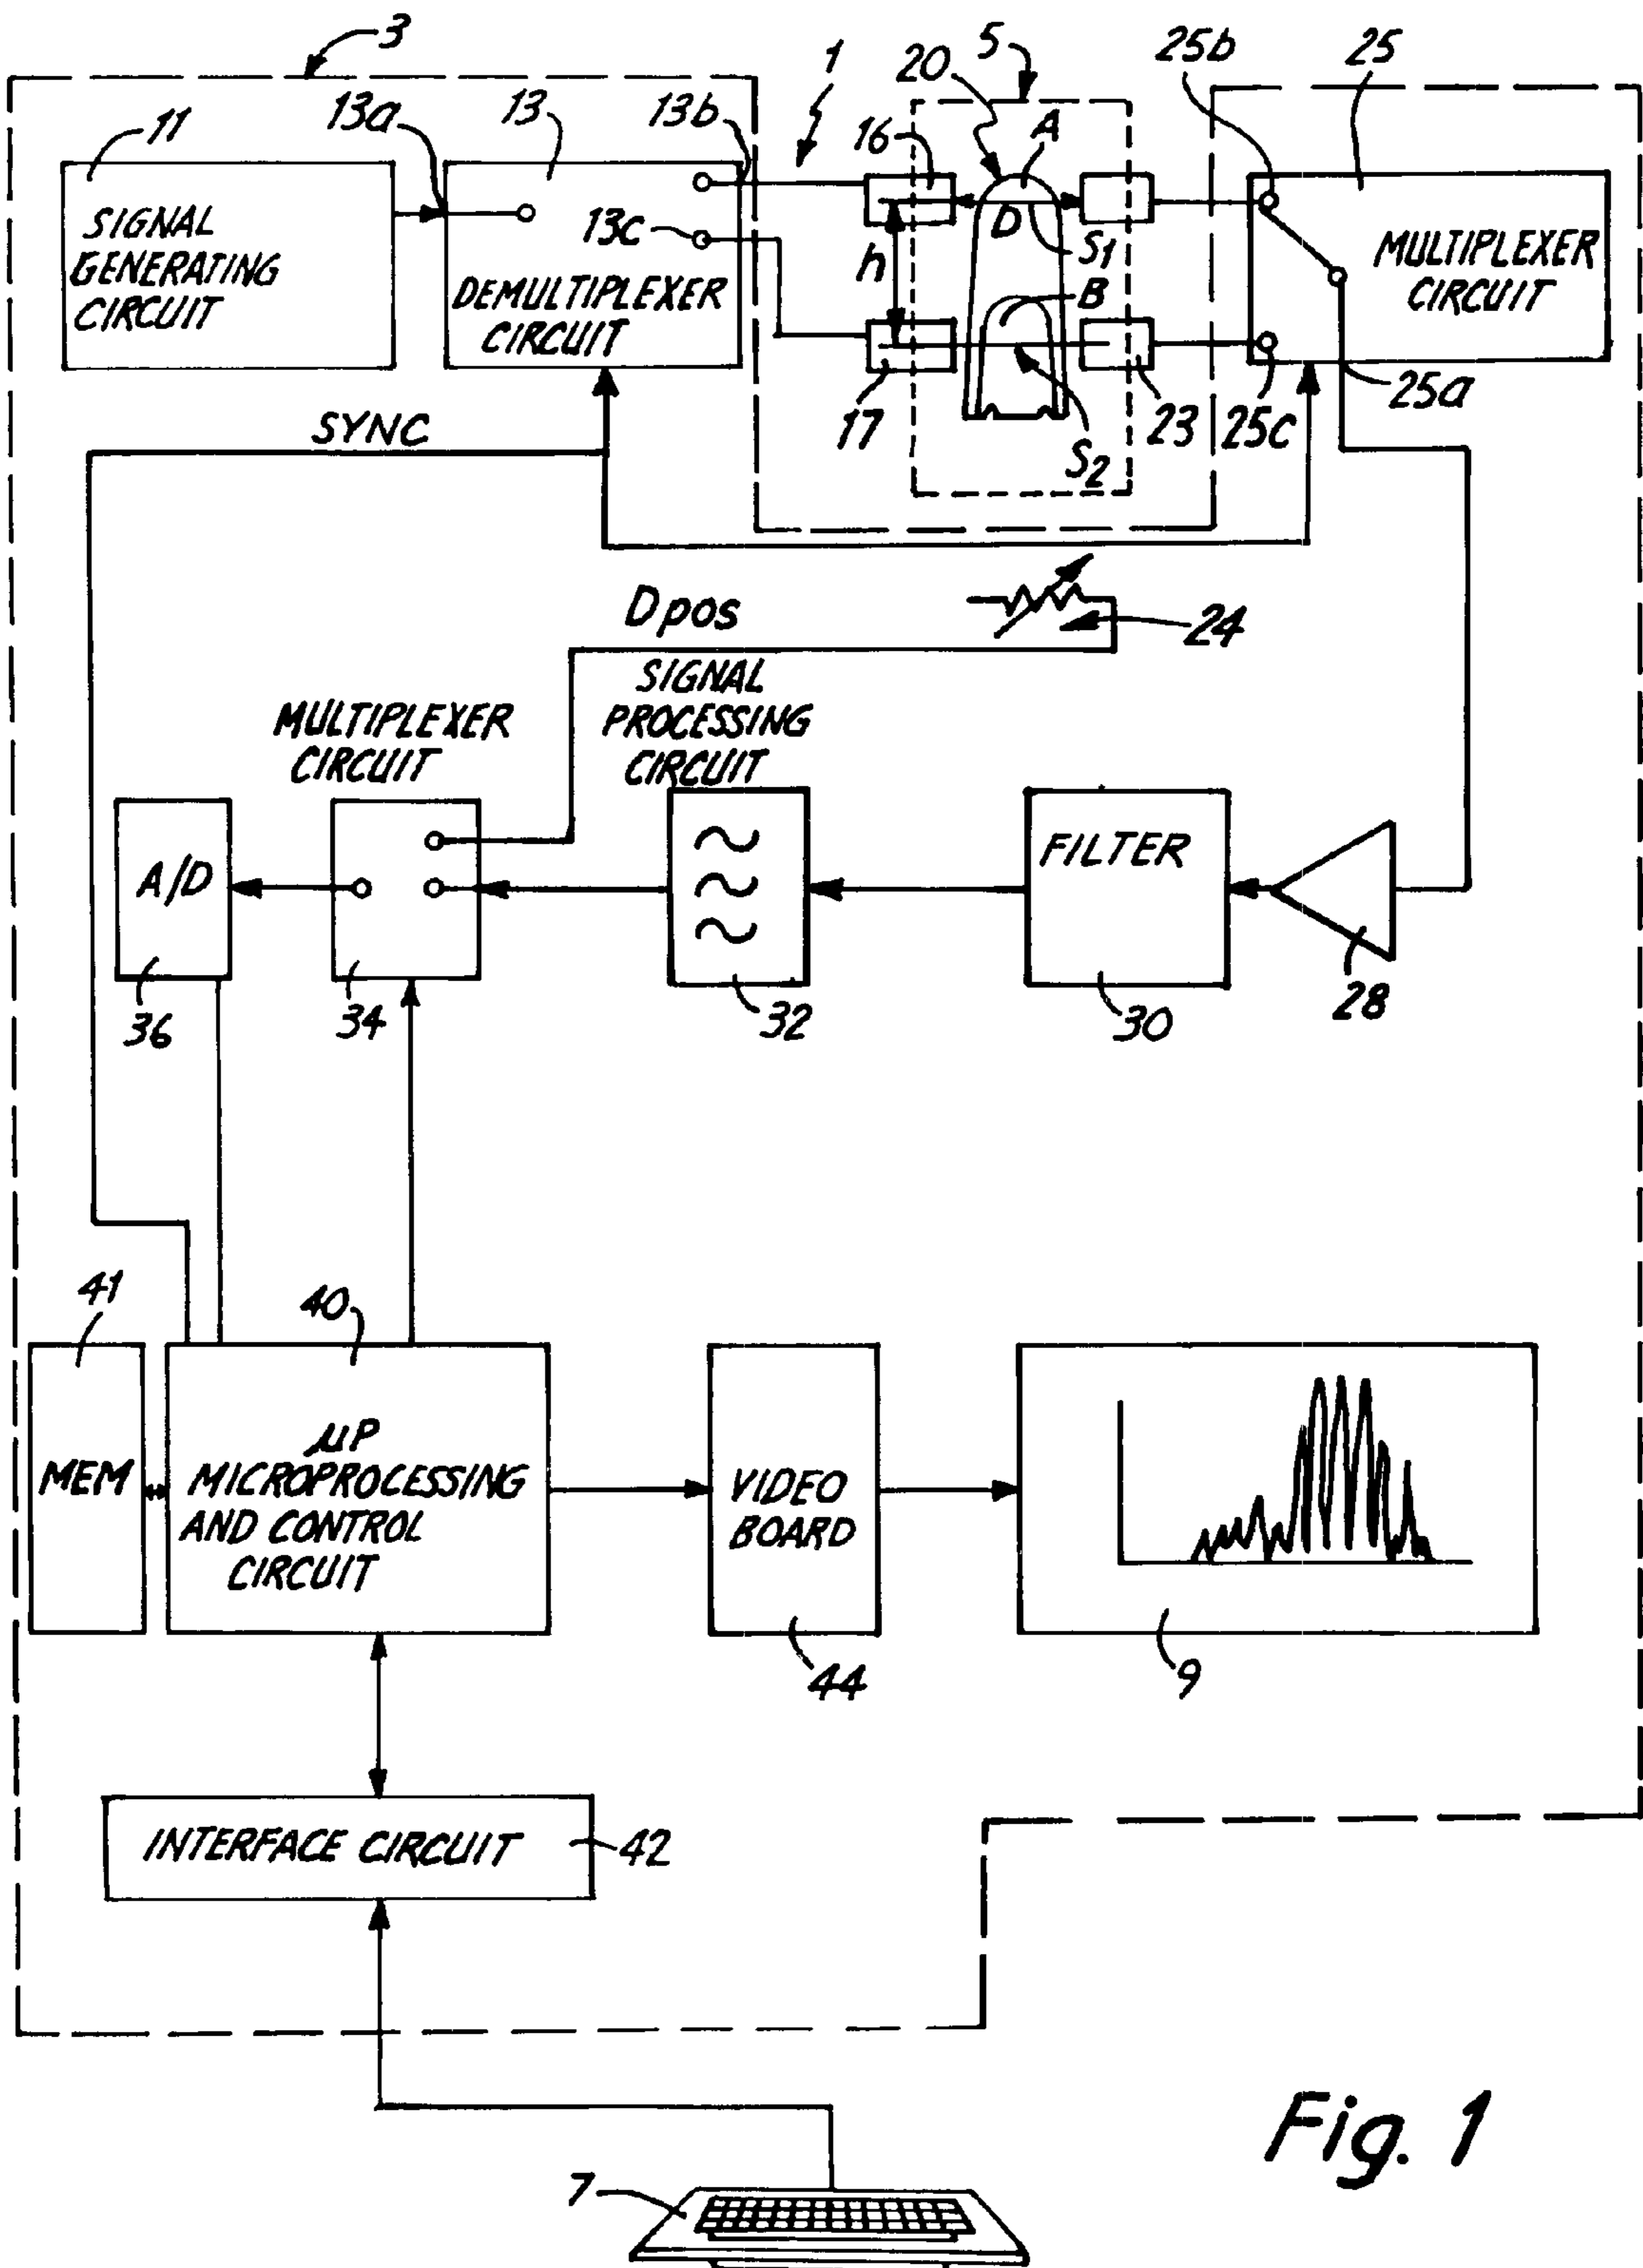 3
5
1
20
25b
25
11
13a
13
13b
16
A
SIGNAL
GENERATING
CIRCUIT
13c
DEMULTIPLEXER
CIRCUIT
D
S1
h
B
MULTIPLEXER
CIRCUIT
17
S2
23
25c
25a
SYNC
Dpos
24
SIGNAL
PROCESSING
CIRCUIT
MULTIPLEXER
CIRCUIT
A/D
FILTER
36
34
32
30
28
41
40
MEM
µP
MICROPROCESSING
AND CONTROL
CIRCUIT
VIDEO
BOARD
44
9
INTERFACE CIRCUIT
42
7
Fig. 1